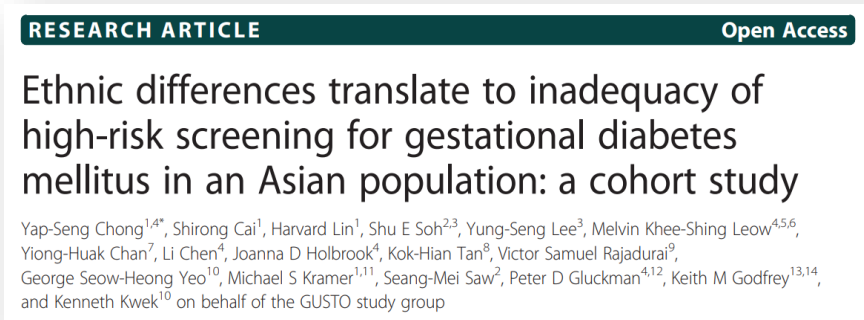 RESEARCH ARTICLE Open Access
Ethnic differences translate to inadequacy of
high-risk screening for gestational diabetes
mellitus in an Asian population: a cohort study
Yap-Seng Chong1,4*, Shirong Cai1, Harvard Lin1, Shu E Soh2,3, Yung-Seng Lee3, Melvin Khee-Shing Leow4,5,6,
Yiong-Huak Chan7, Li Chen4, Joanna D Holbrook4, Kok-Hian Tan8, Victor Samuel Rajadurai9,
George Seow-Heong Yeo10, Michael S Kramer1,11, Seang-Mei Saw2, Peter D Gluckman4,12, Keith M Godfrey13,14,
and Kenneth Kwek10 on behalf of the GUSTO study group